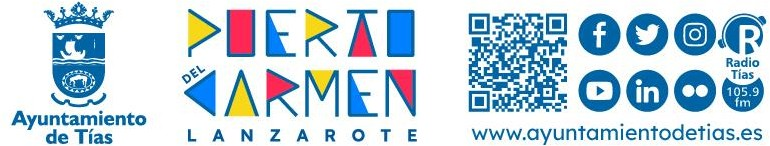 Ayuntamiento
de Tías
PUERTO
DEL
CARMEN
LANZAROTE
R
Radio
Tías
105.9
fm
www.ayuntamientodetias.es